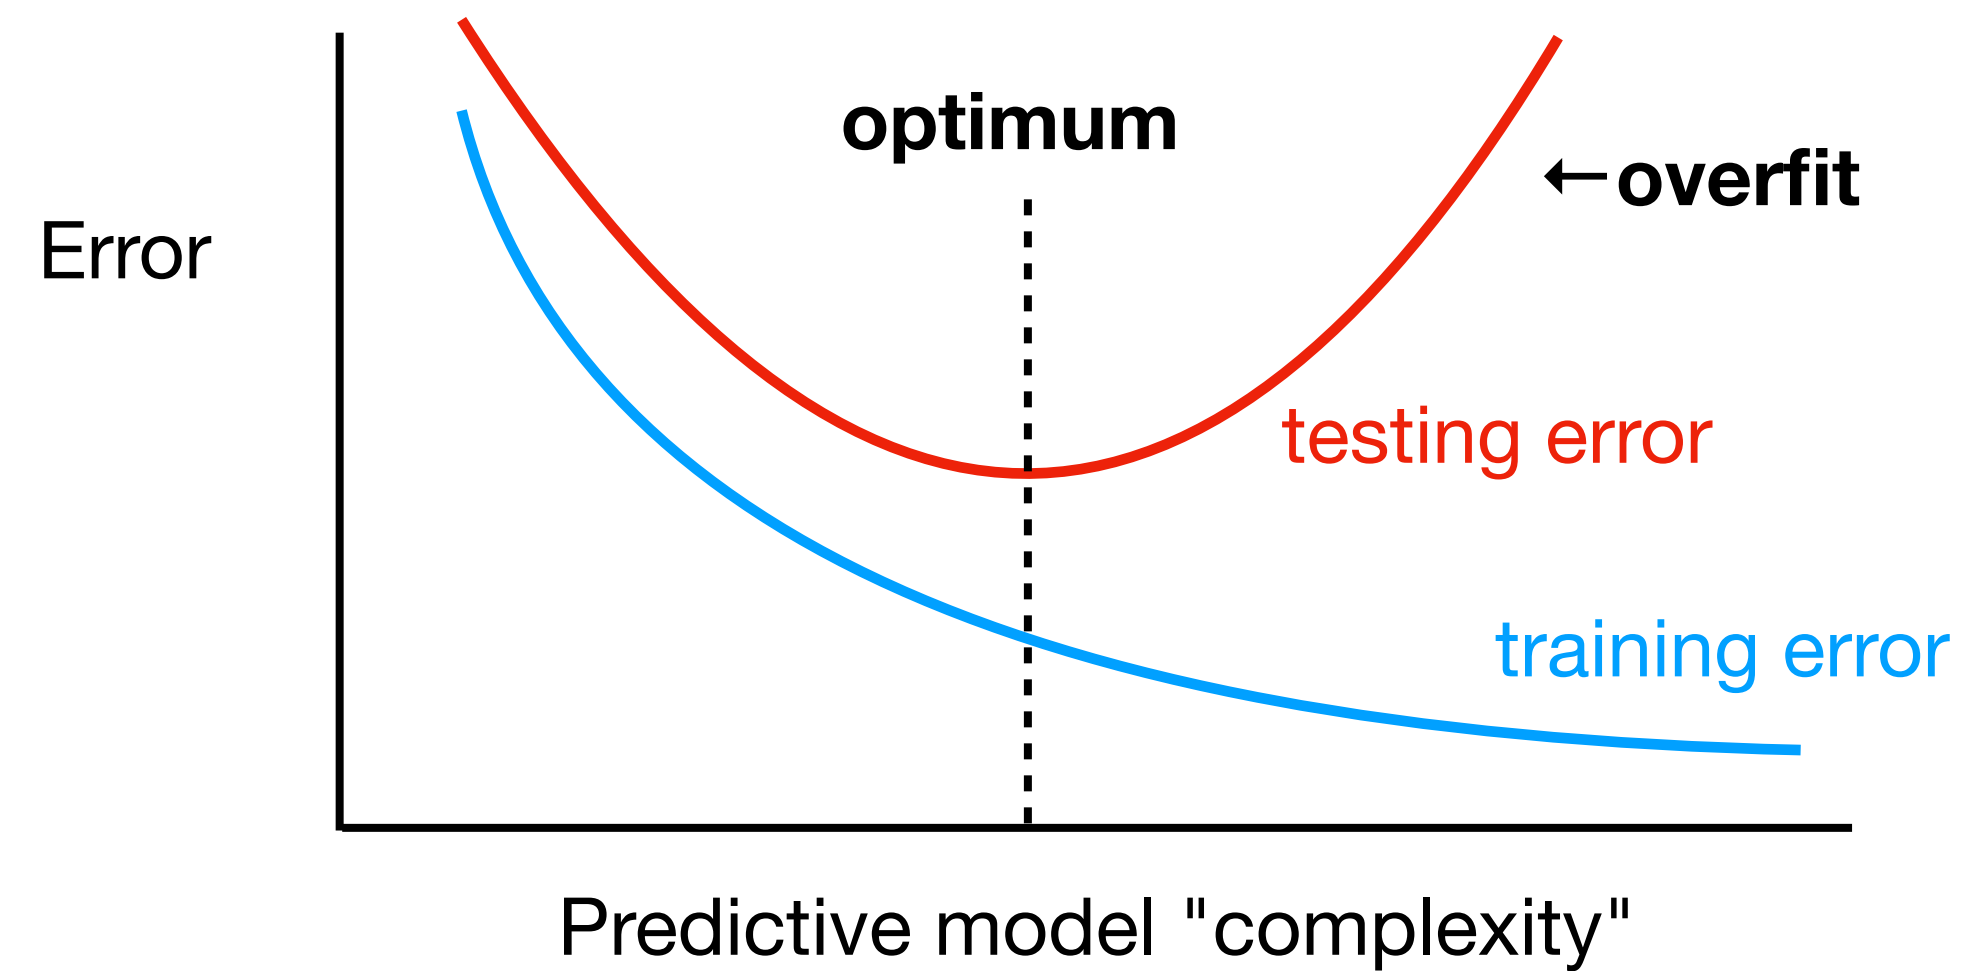 optimum
←overfit
Error
testing error
training error
Predictive model "complexity"